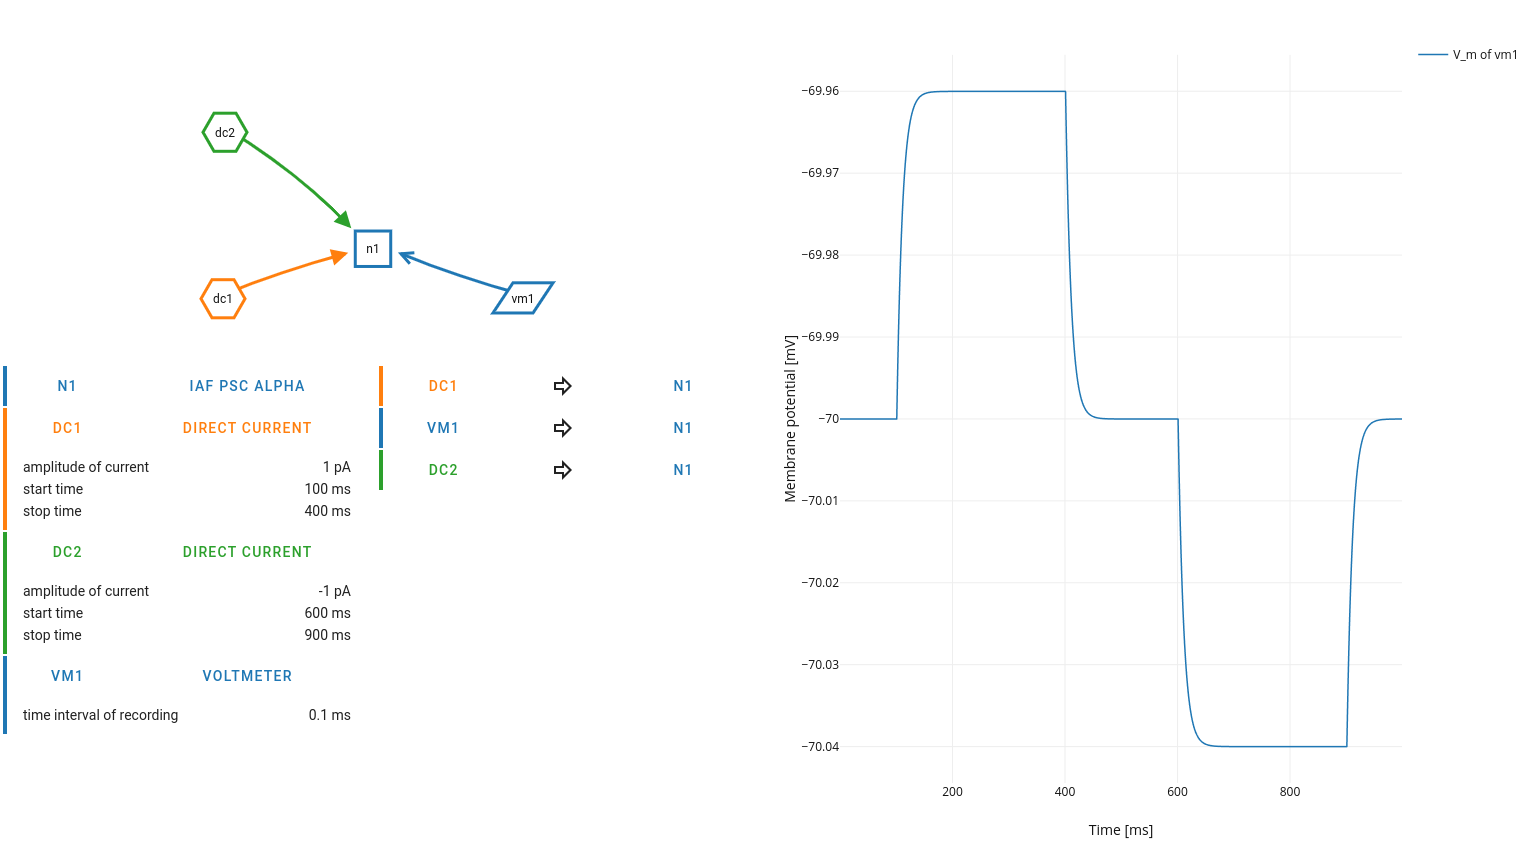 dc2
n1
dc1
vm1
N1 IAF PSC ALPHA
DC1 DIRECT CURRENT
amplitude of current 1 pA
start time 100 ms
stop time 400 ms
DC2 DIRECT CURRENT
amplitude of current -1 pA
start time 600 ms
stop time 900 ms
VM1 VOLTMETER
time interval of recording 0.1 ms
DC1 N1
VM1 N1
DC2 N1
V_m of vm1
Membrane potential [mV]
−69.96
−69.97
−69.98
−69.99
−70
−70.01
−70.02
−70.03
−70.04
200 400 600 800
Time [ms]